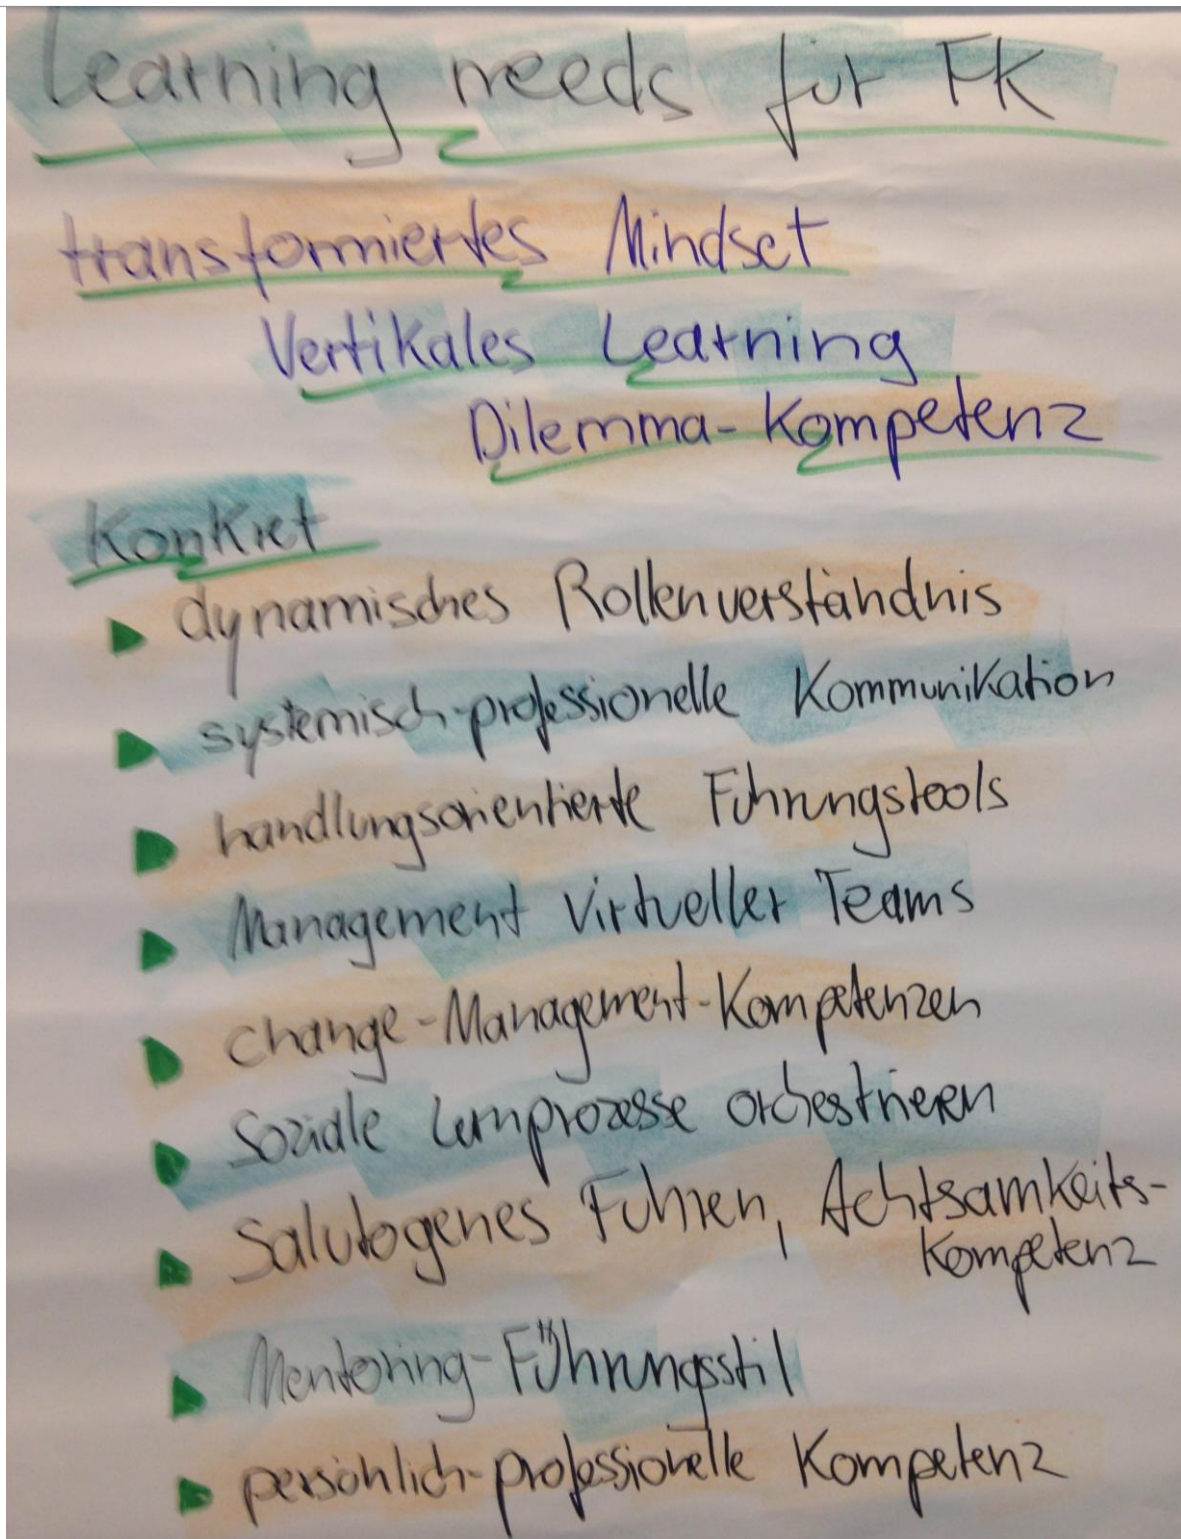 Learning needs für FK
transformiertes Mindset
Vertikales Learning
Dilemma-Kompetenz
Konkret
dynamisches Rollenverständnis
systemisch-professionelle Kommunikation
handlungsorientierte Führungstools
Management Virtueller Teams
Change-Management-Kompetenzen
Soziale Lernprozesse orchestrieren
Salutogenes Führen, Achtsamkeits-
Kompetenz
Mentoring-Führungsstil
persönlich-professionelle Kompetenz